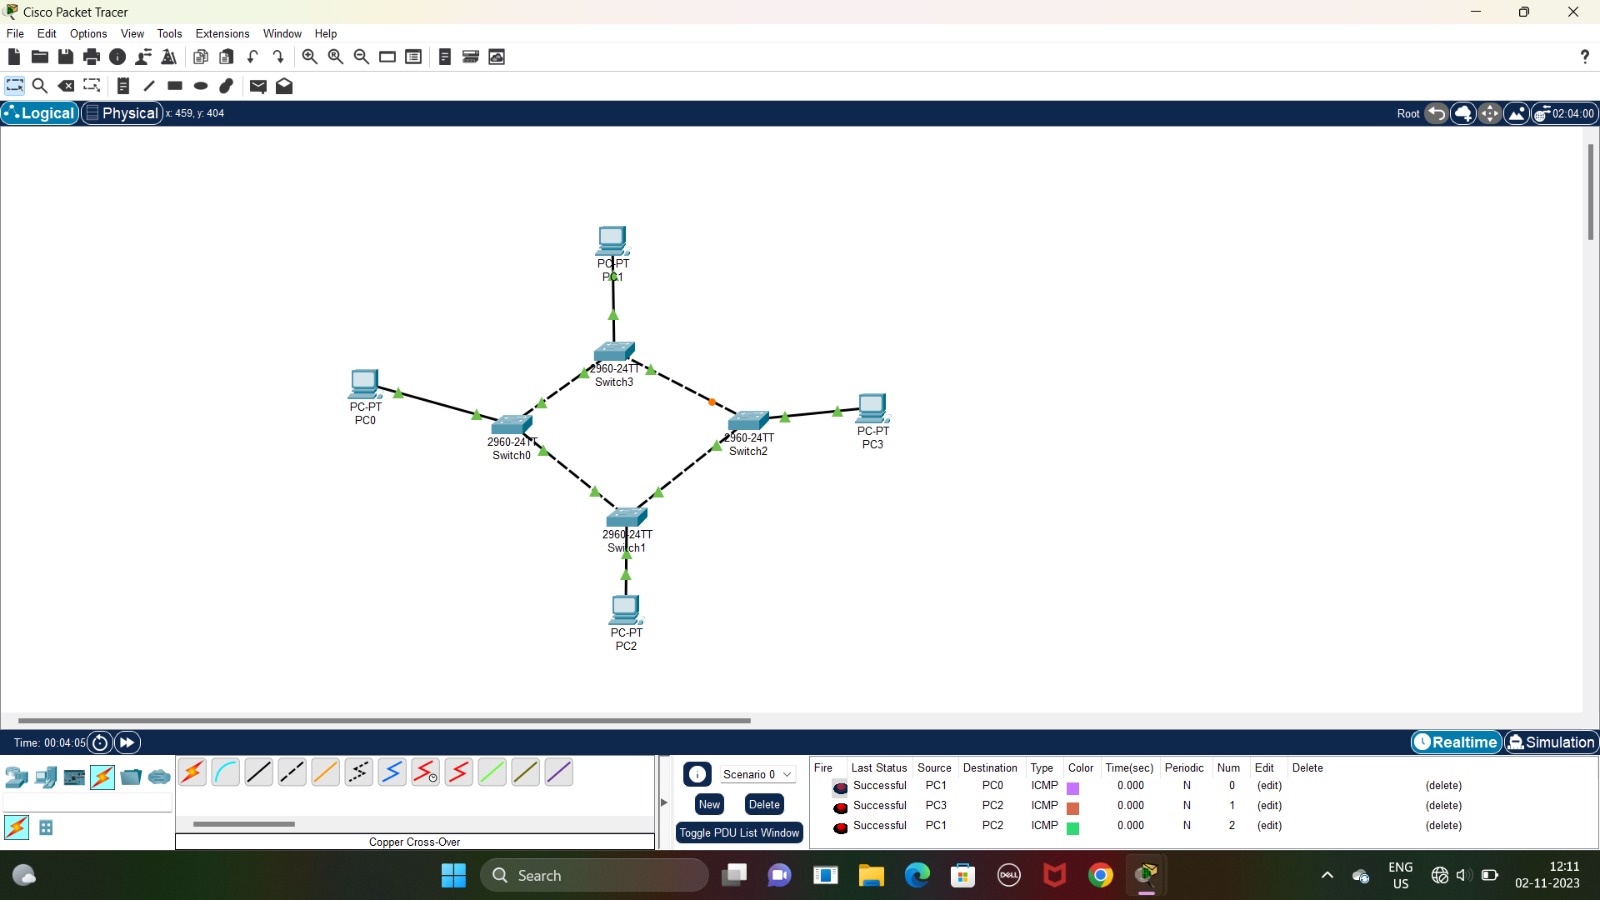 Cisco Packet Tracer
File Edit Options View Tools Extensions Window Help
?
Logical Physical x: 459, y: 404 Root 02:04:00
PC-PT
PC1
2960-24TT
Switch3
PC-PT
PC0
2960-24TT
Switch0
2960-24TT
Switch2
PC-PT
PC3
2960-24TT
Switch1
PC-PT
PC2
Time: 00:04:05 Realtime Simulation
Scenario 0
New Delete
Toggle PDU List Window
Copper Cross-Over
Fire Last Status Source Destination Type Color Time(sec) Periodic Num Edit Delete
Successful PC1 PC0 ICMP 0.000 N 0 (edit) (delete)
Successful PC3 PC2 ICMP 0.000 N 1 (edit) (delete)
Successful PC1 PC2 ICMP 0.000 N 2 (edit) (delete)
Search
DELL
ENG
US
12:11
02-11-2023